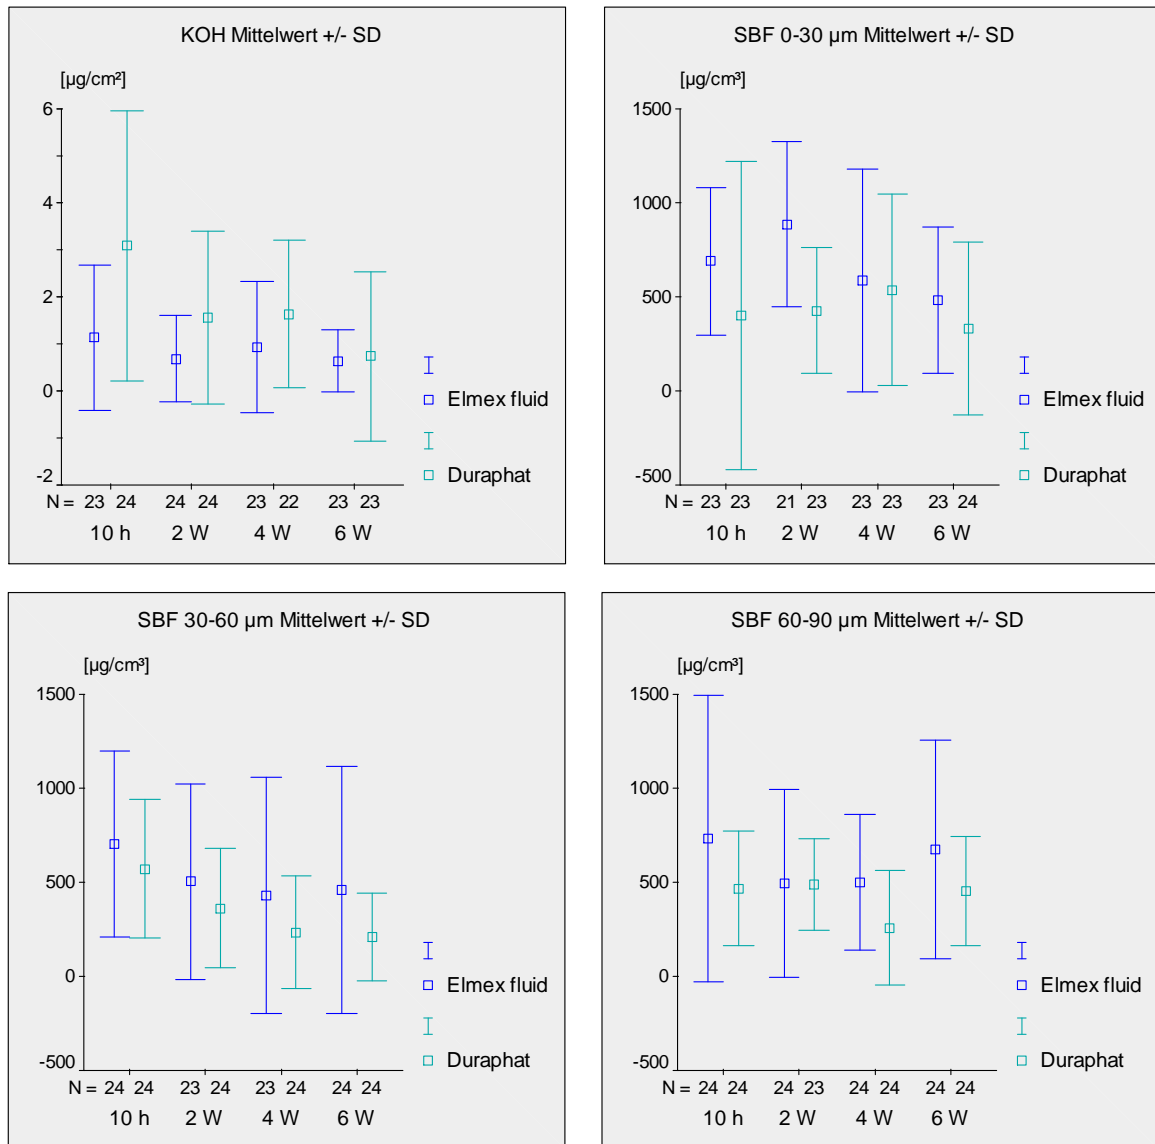 KOH Mittelwert +/- SD
[µg/cm²]
6
4
2
0
-2
Elmex fluid
Duraphat
N = 23 24 24 24 23 22 23 23
10 h 2 W 4 W 6 W
SBF 0-30 µm Mittelwert +/- SD
[µg/cm³]
1500
1000
500
0
-500
Elmex fluid
Duraphat
N = 23 23 21 23 23 23 23 24
10 h 2 W 4 W 6 W
SBF 30-60 µm Mittelwert +/- SD
[µg/cm³]
1500
1000
500
0
-500
Elmex fluid
Duraphat
N = 24 24 23 24 23 24 24 24
10 h 2 W 4 W 6 W
SBF 60-90 µm Mittelwert +/- SD
[µg/cm³]
1500
1000
500
0
-500
Elmex fluid
Duraphat
N = 24 24 24 23 24 24 24 24
10 h 2 W 4 W 6 W